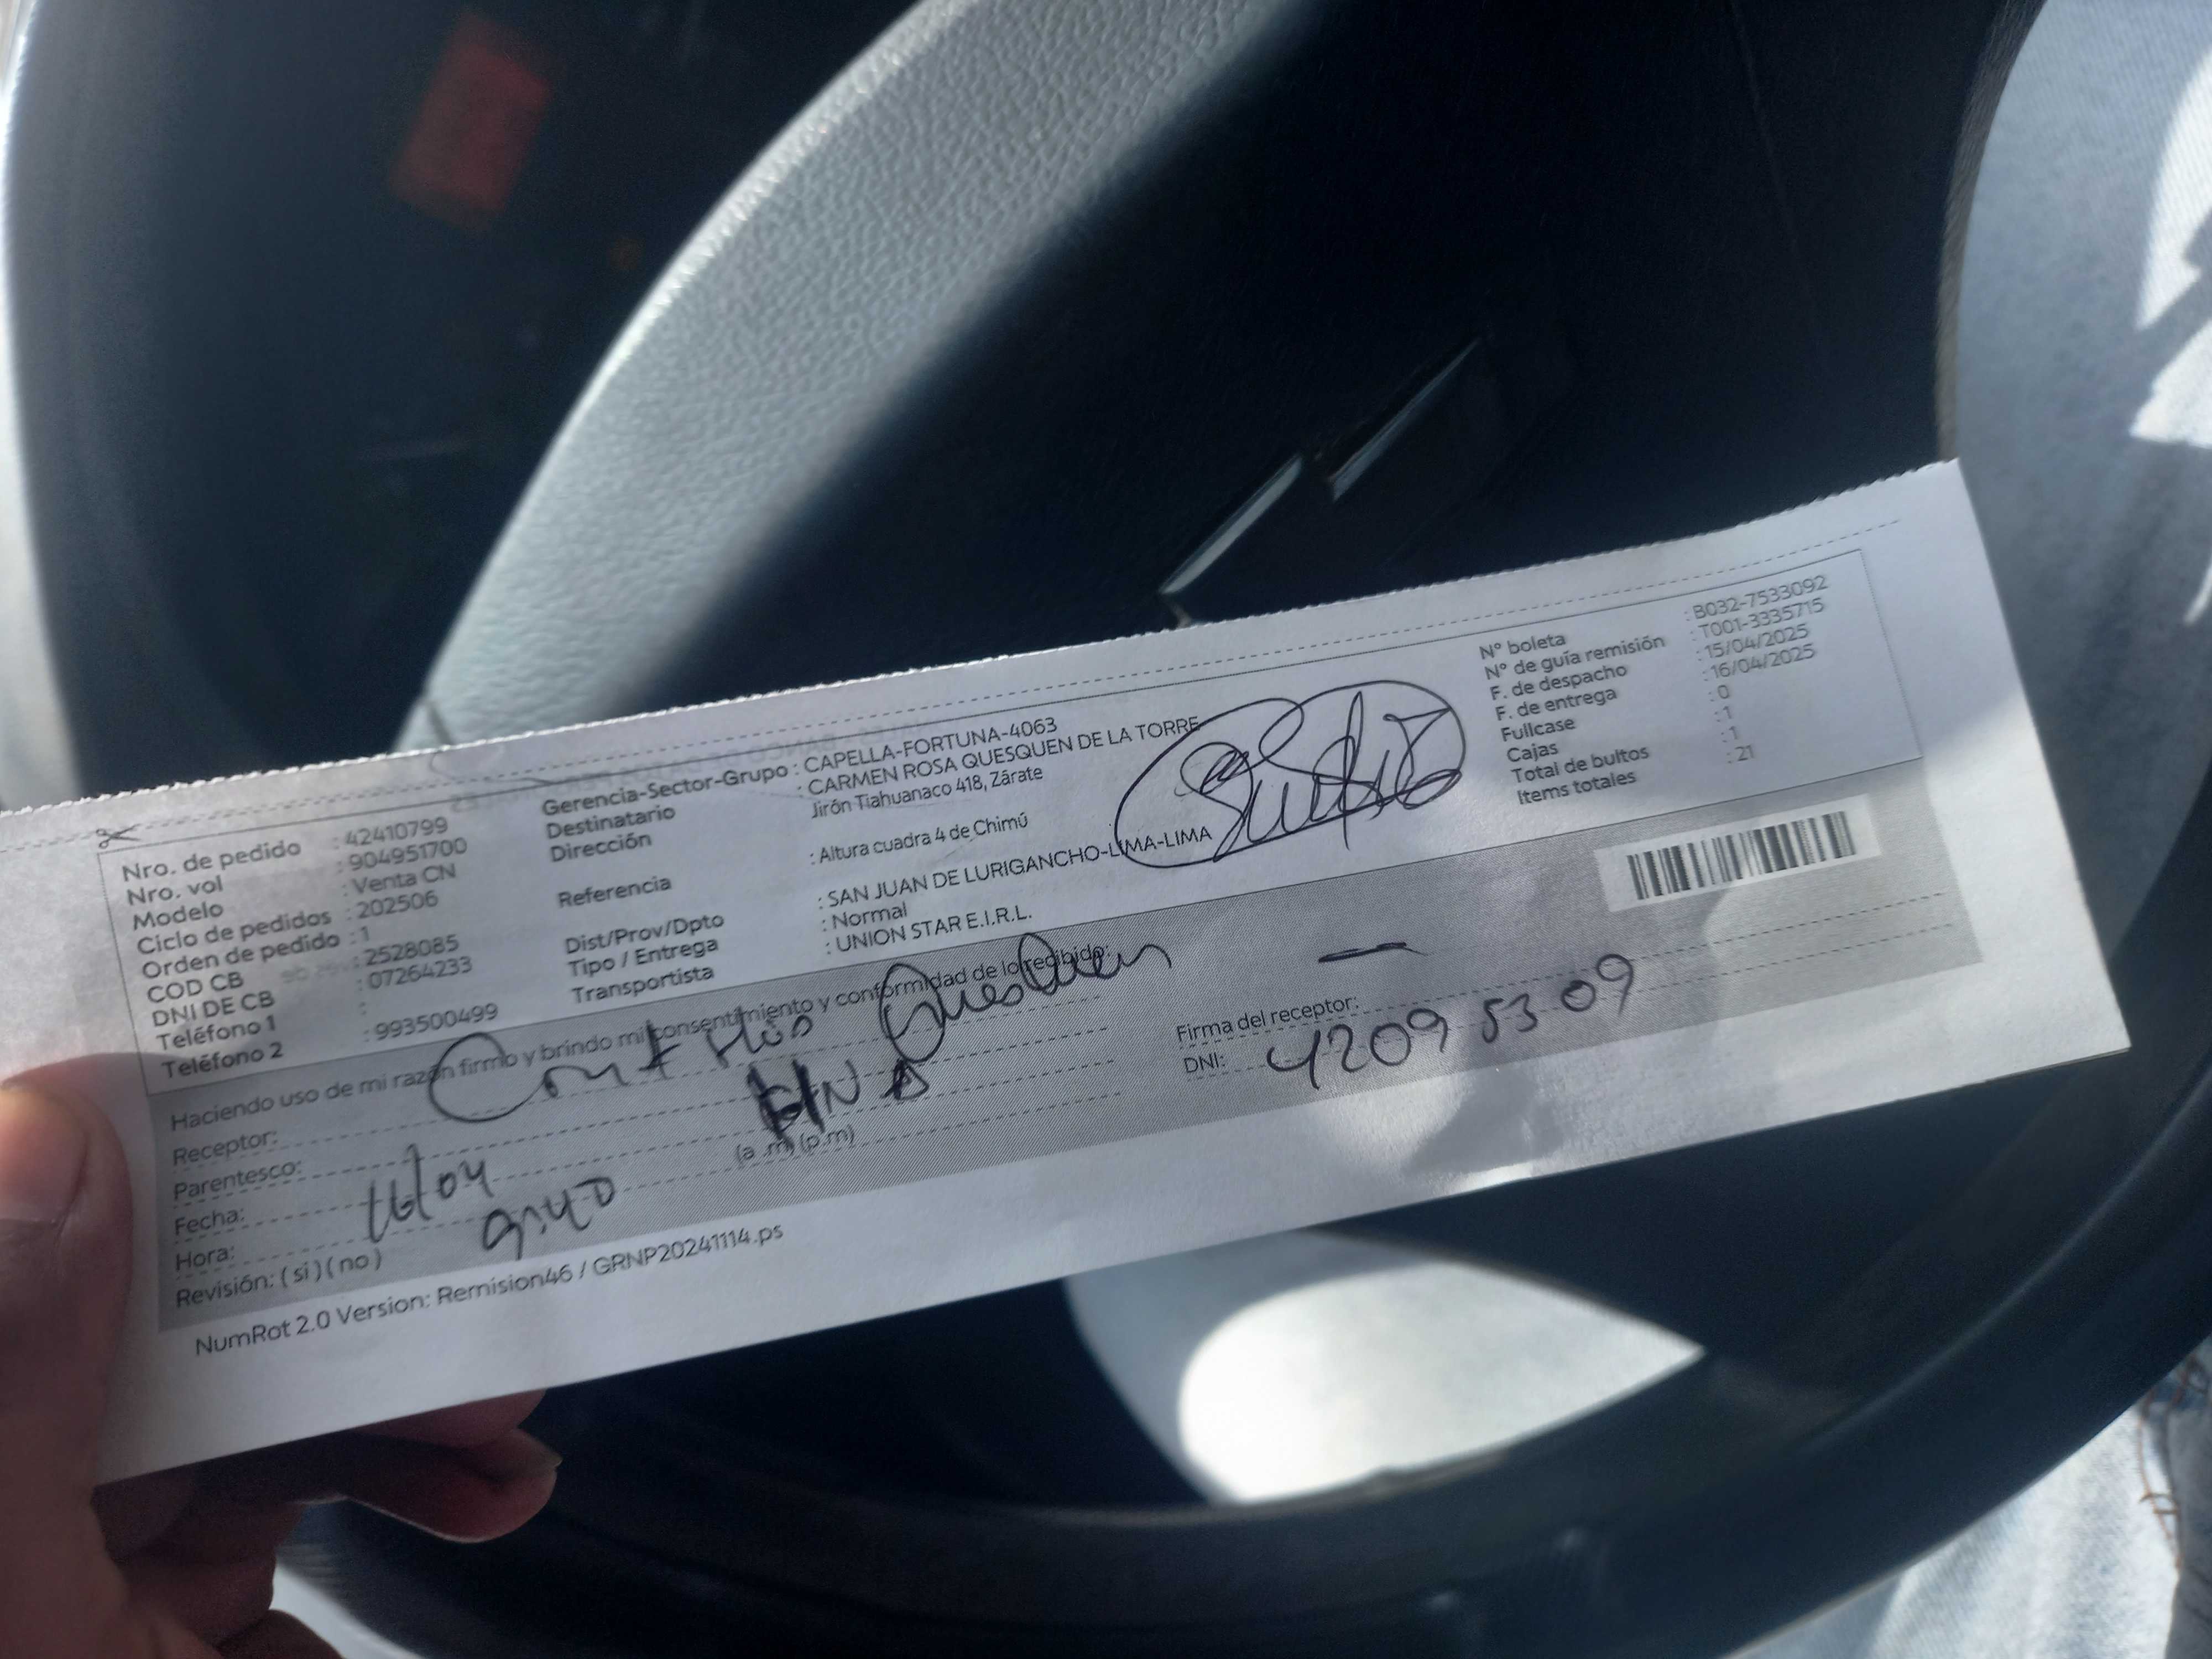 Nro. de pedido : 42410799
Nro. vol : 904951700
Modelo : Venta CN
Ciclo de pedidos : 202506
Orden de pedido : 1
COD CB : 2528085
DNI DE CB : 07264233
Teléfono 1 :
Teléfono 2 : 993500499
Gerencia-Sector-Grupo : CAPELLA-FORTUNA-4063
Destinatario : CARMEN ROSA QUESQUEN DE LA TORRE
Dirección : Jirón Tiahuanaco 418, Zárate
Referencia : Altura cuadra 4 de Chimú
Dist/Prov/Dpto : SAN JUAN DE LURIGANCHO-LIMA-LIMA
Tipo / Entrega : Normal
Transportista : UNION STAR E.I.R.L.
N° boleta : B032-7533092
N° de guía remisión : T001-3335715
F. de despacho : 15/04/2025
F. de entrega : 16/04/2025
Fullcase : 0
Cajas : 1
Total de bultos : 1
Items totales : 21
Haciendo uso de mi razón firmo y brindo mi consentimiento y conformidad de lo recibido:
Receptor: Quesquen
Parentesco:
Fecha: 16/04
Hora: 9:40 (a .m) (p.m)
Revisión: ( si ) ( no )
Firma del receptor:
DNI: 42095309
NumRot 2.0 Version: Remision46 / GRNP20241114.ps